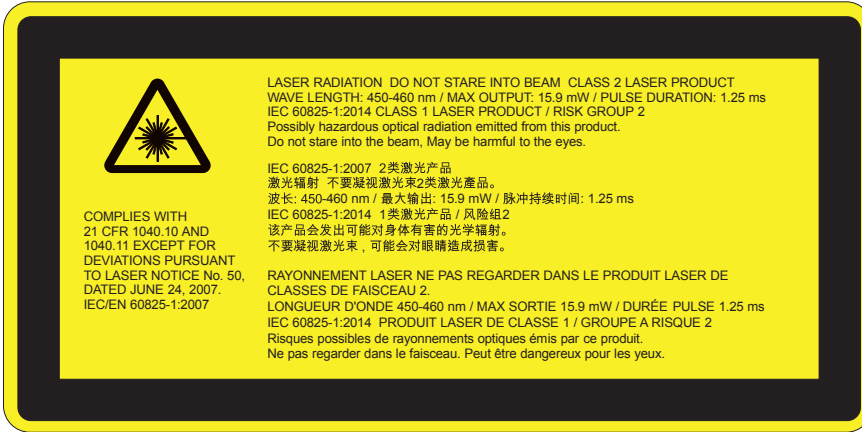 COMPLIES WITH
21 CFR 1040.10 AND
1040.11 EXCEPT FOR
DEVIATIONS PURSUANT
TO LASER NOTICE No. 50,
DATED JUNE 24, 2007.
IEC/EN 60825-1:2007
LASER RADIATION DO NOT STARE INTO BEAM CLASS 2 LASER PRODUCT
WAVE LENGTH: 450-460 nm / MAX OUTPUT: 15.9 mW / PULSE DURATION: 1.25 ms
IEC 60825-1:2014 CLASS 1 LASER PRODUCT / RISK GROUP 2
Possibly hazardous optical radiation emitted from this product.
Do not stare into the beam, May be harmful to the eyes.
IEC 60825-1:2007 2类激光产品
激光辐射 不要凝视激光束2类激光產品。
波长: 450-460 nm / 最大输出: 15.9 mW / 脉冲持续时间: 1.25 ms
IEC 60825-1:2014 1类激光产品 / 风险组2
该产品会发出可能对身体有害的光学辐射。
不要凝视激光束，可能会对眼睛造成损害。
RAYONNEMENT LASER NE PAS REGARDER DANS LE PRODUIT LASER DE
CLASSES DE FAISCEAU 2.
LONGUEUR D'ONDE 450-460 nm / MAX SORTIE 15.9 mW / DURÉE PULSE 1.25 ms
IEC 60825-1:2014 PRODUIT LASER DE CLASSE 1 / GROUPE A RISQUE 2
Risques possibles de rayonnements optiques émis par ce produit.
Ne pas regarder dans le faisceau. Peut être dangereux pour les yeux.